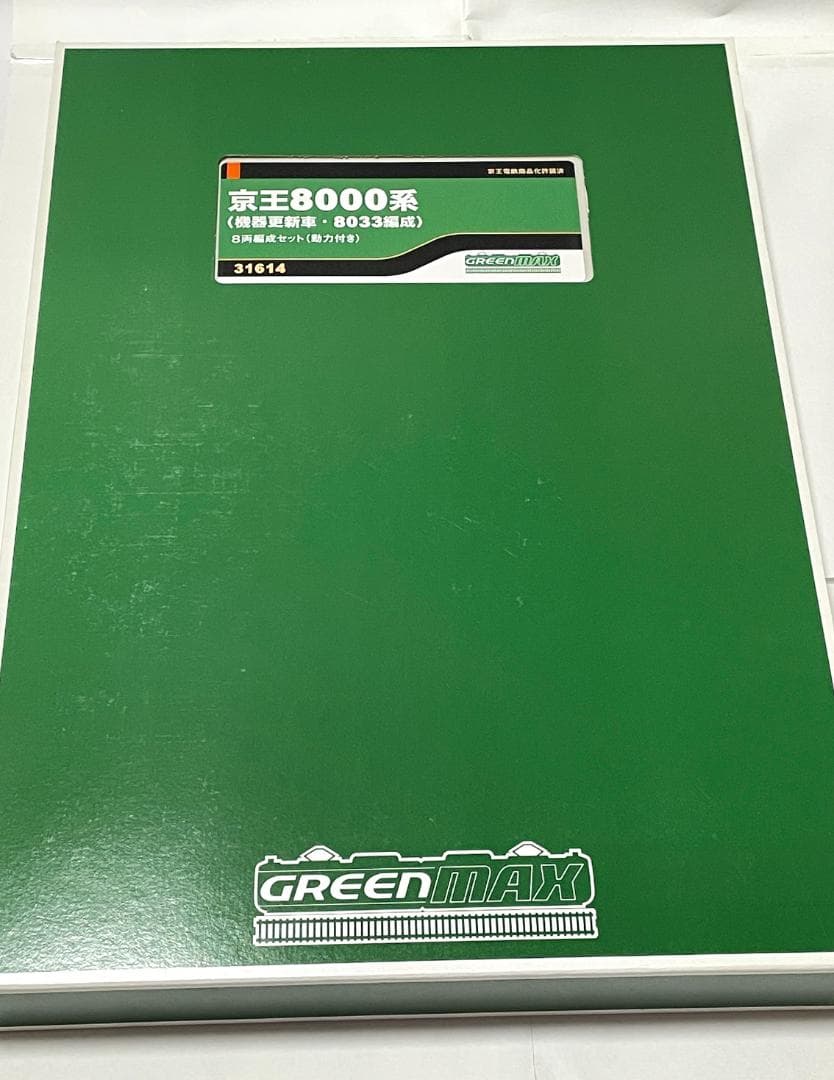 京王電鉄商品化許諾済
京王8000系
(機器更新車・8033編成)
8両編成セット(動力付き)
31614
GREENMAX
GREENMAX